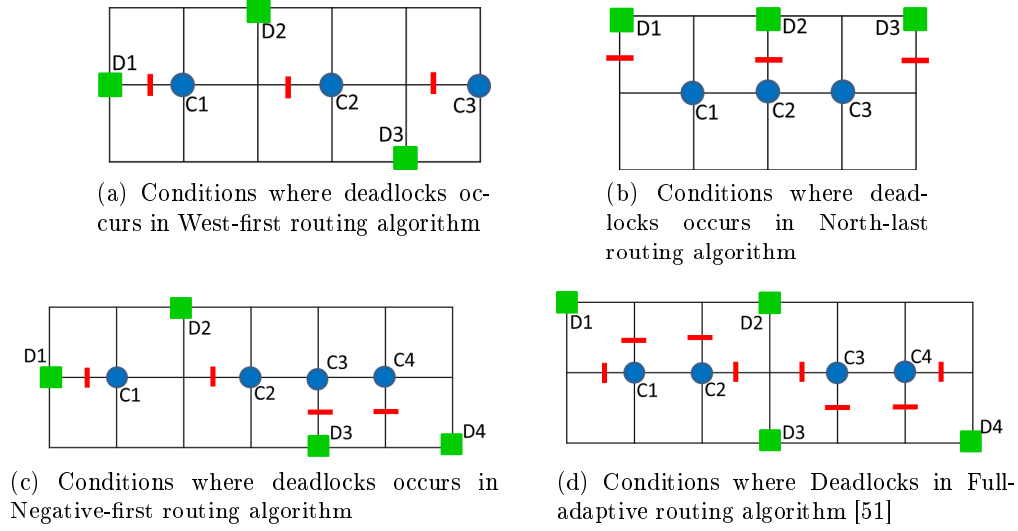 D2
D1
C1
C2
C3
D3
(a) Conditions where deadlocks oc-
curs in West-first routing algorithm
D1
D2
D3
C1
C2
C3
(b) Conditions where dead-
locks occurs in North-last
routing algorithm
D2
D1
C3
C4
C1
C2
D3
D4
(c) Conditions where deadlocks occurs in
Negative-first routing algorithm
D1
D2
C3
C4
C1
C2
D3
D4
(d) Conditions where Deadlocks in Full-
adaptive routing algorithm [51]